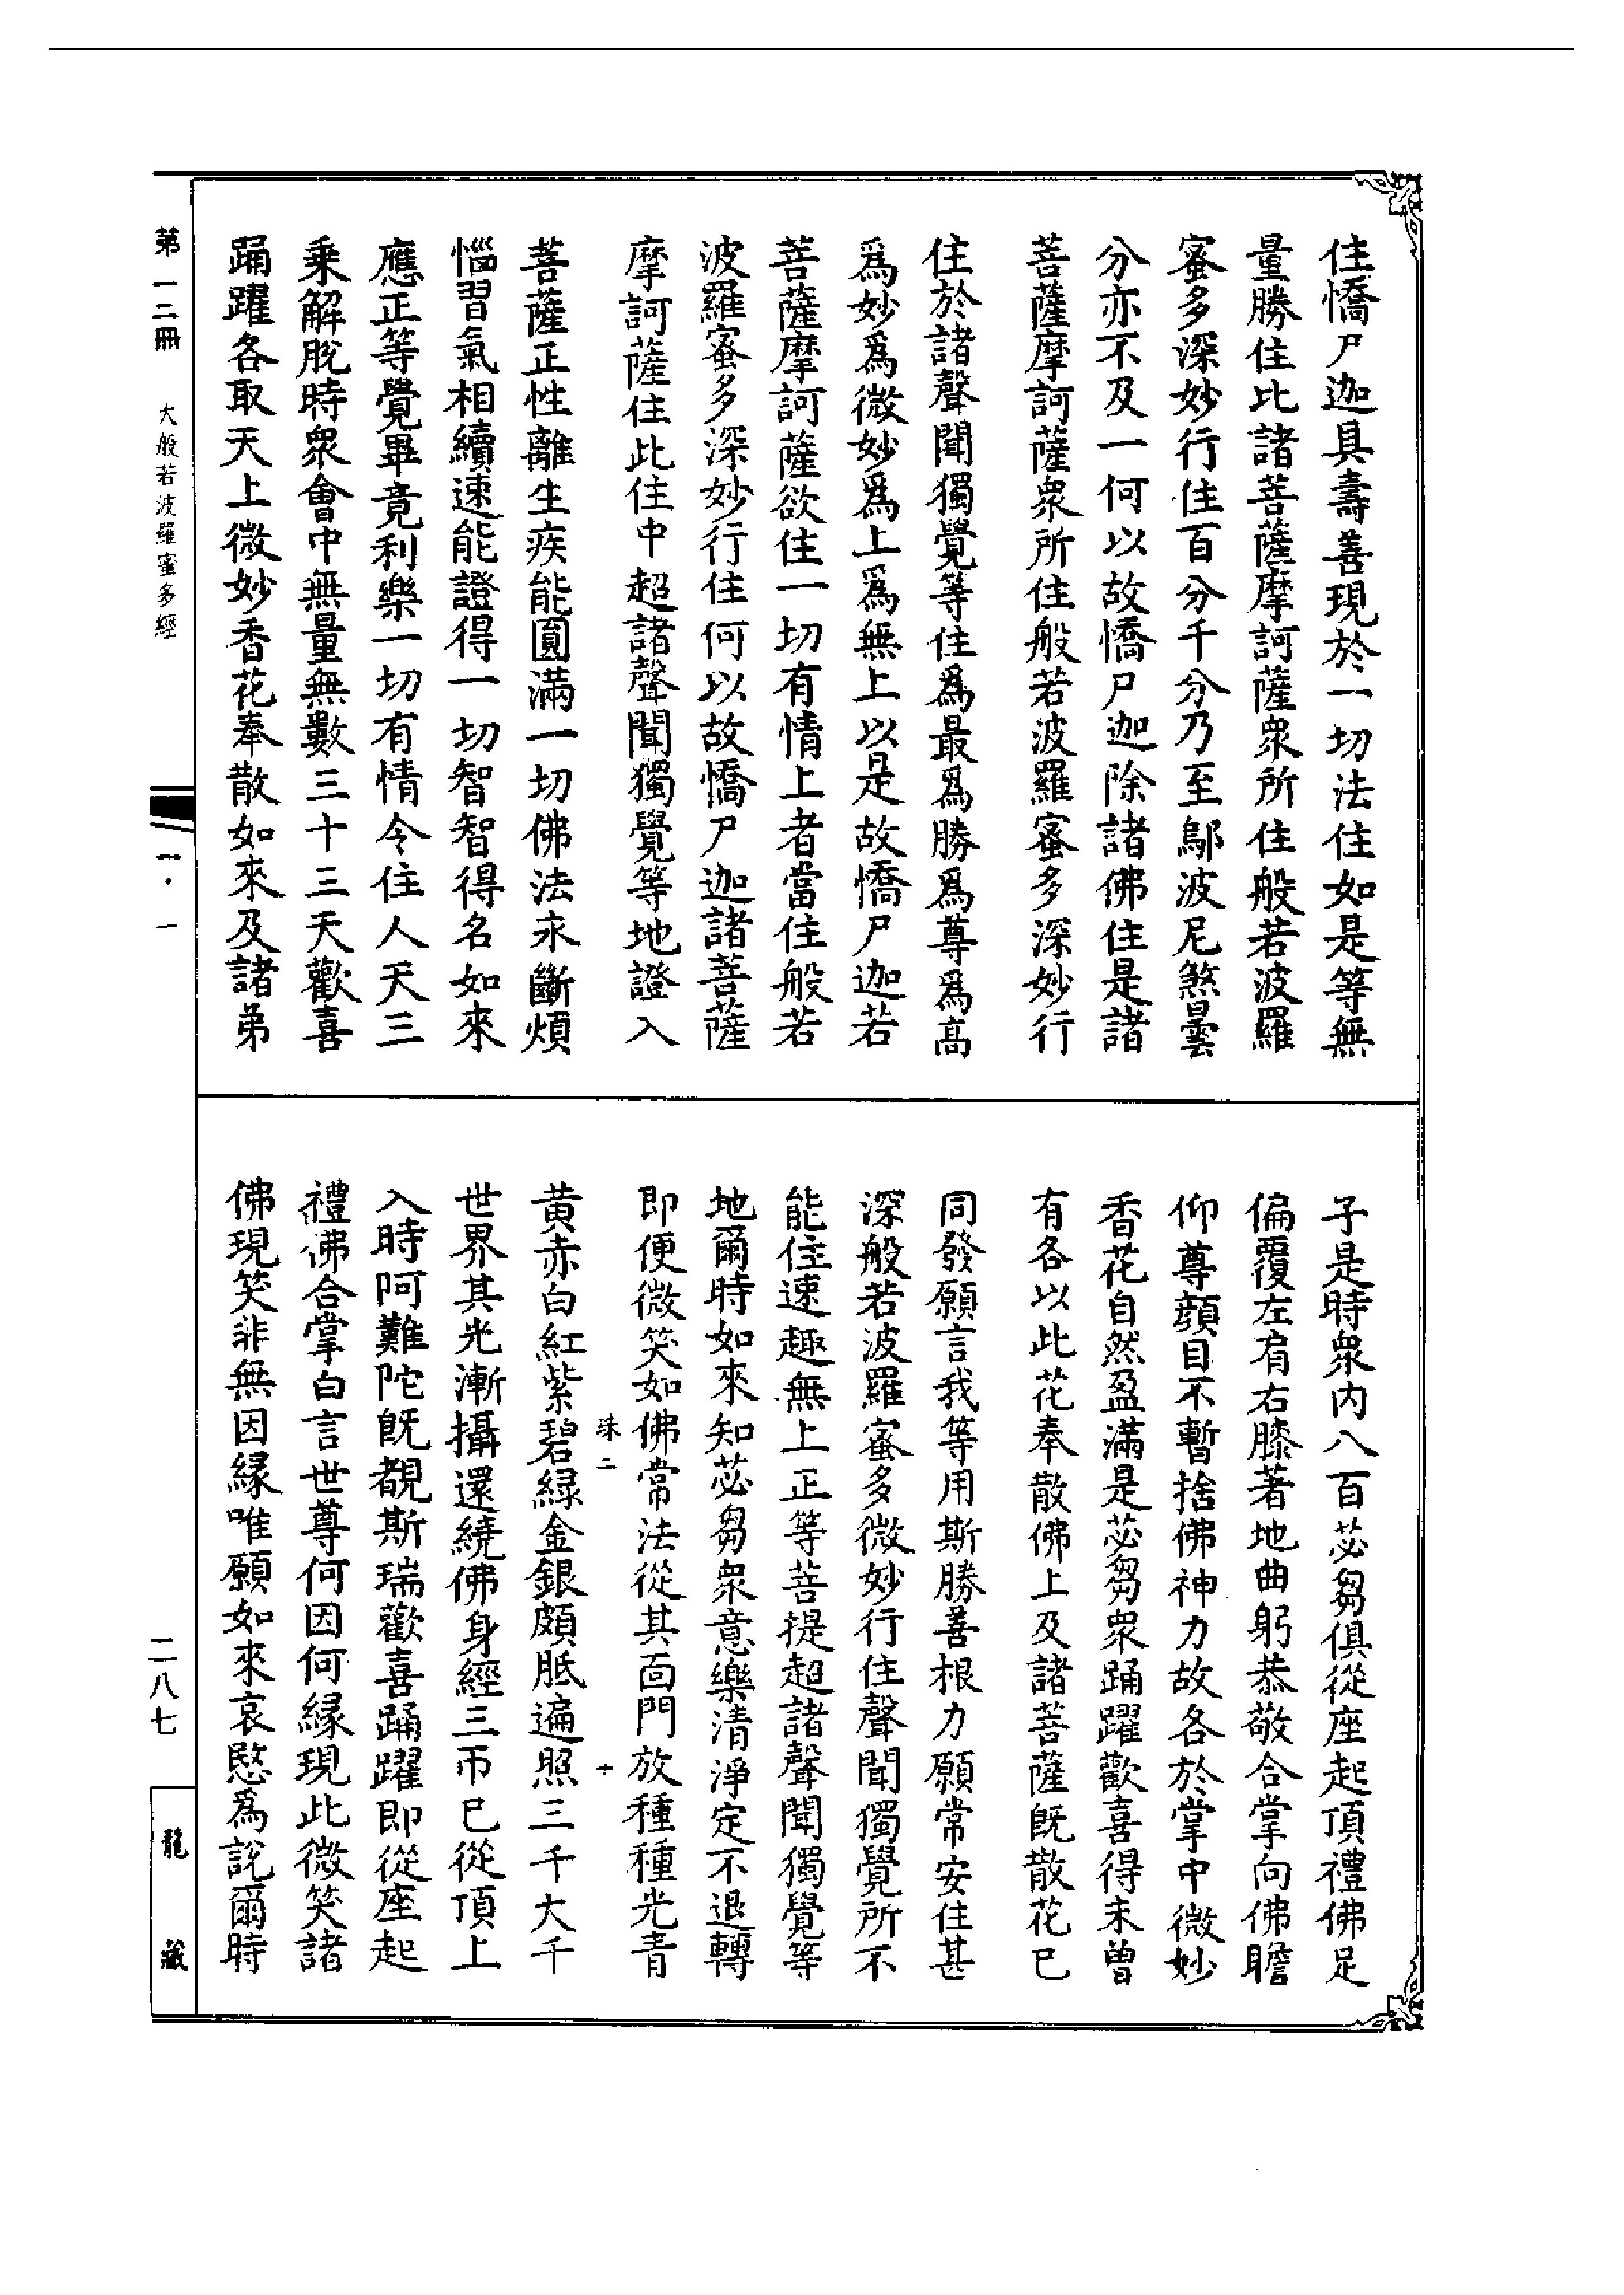 住憍尸迦具壽善現於一切法住如是等無
量勝住比諸菩薩摩訶薩衆所住般若波羅
蜜多深妙行住百分千分乃至鄔波尼煞曇
分亦不及一何以故憍尸迦除諸佛住是諸
菩薩摩訶薩衆所住般若波羅蜜多深妙行
住於諸聲聞獨覺等住爲最爲勝爲尊爲高
爲妙爲微妙爲上爲無上以是故憍尸迦若
菩薩摩訶薩欲住一切有情上者當住般若
波羅蜜多深妙行住何以故憍尸迦諸菩薩
摩訶薩住此住中超諸聲聞獨覺等地證入
菩薩正性離生疾能圓滿一切佛法永斷煩
惱習氣相續速能證得一切智智得名如來
應正等覺畢竟利樂一切有情令住人天三
乘解脫時衆會中無量無數三十三天歡喜
踊躍各取天上微妙香花奉散如來及諸弟
子是時衆内八百苾芻俱從座起頂禮佛足
偏覆左肩右膝著地曲躬恭敬合掌向佛瞻
仰尊顔目不暫捨佛神力故各於掌中微妙
香花自然盈滿是苾芻衆踊躍歡喜得未曾
有各以此花奉散佛上及諸菩薩既散花已
同發願言我等用斯勝善根力願常安住甚
深般若波羅蜜多微妙行住聲聞獨覺所不
能住速趣無上正等菩提超諸聲聞獨覺等
地爾時如來知苾芻衆意樂清淨定不退轉
即便微笑如佛常法從其面門放種種光青
珠二 十
黄赤白紅紫碧緑金銀頗胝遍照三千大千
世界其光漸攝還繞佛身經三帀已從頂上
入時阿難陀既覩斯瑞歡喜踊躍即從座起
禮佛合掌白言世尊何因何縁現此微笑諸
佛現笑非無因縁唯願如來哀愍爲說爾時
第一二冊 大般若波羅蜜多經
一·一
二八七
龍藏